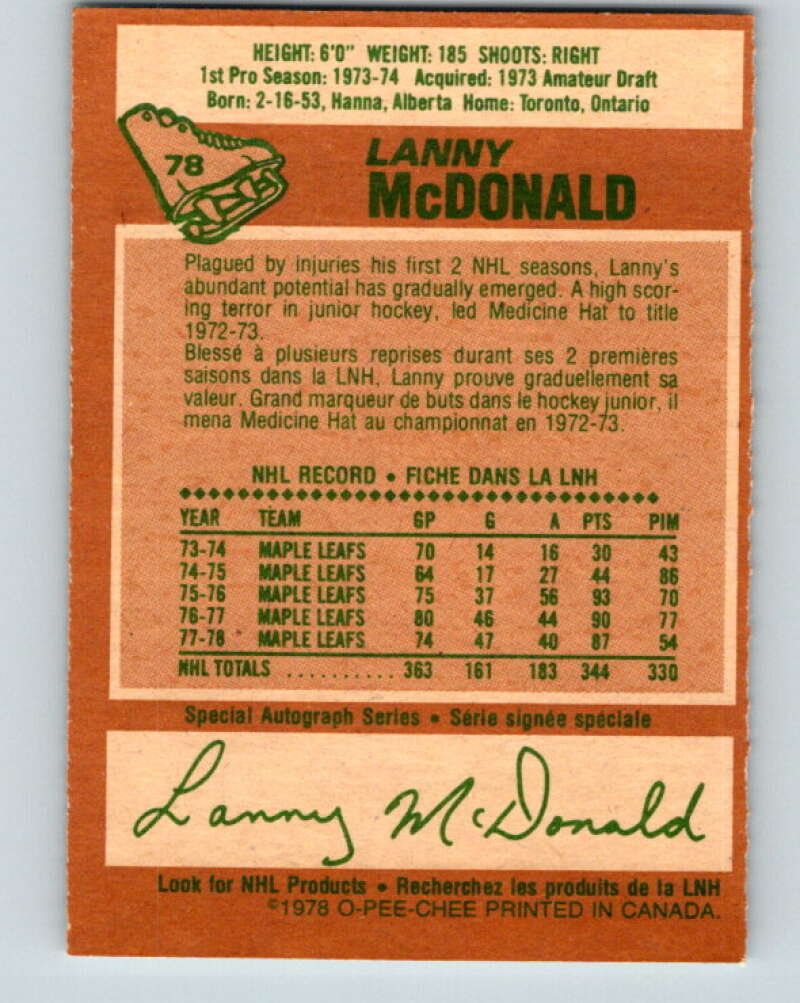 HEIGHT: 6'0" WEIGHT: 185 SHOOTS: RIGHT
1st Pro Season: 1973-74 Acquired: 1973 Amateur Draft
Born: 2-16-53, Hanna, Alberta Home: Toronto, Ontario
78
LANNY
McDONALD
Plagued by injuries his first 2 NHL seasons, Lanny's
abundant potential has gradually emerged. A high scor-
ing terror in junior hockey, led Medicine Hat to title
1972-73.
Blessé à plusieurs reprises durant ses 2 premières
saisons dans la LNH, Lanny prouve graduellement sa
valeur. Grand marqueur de buts dans le hockey junior, il
mena Medicine Hat au championnat en 1972-73.
NHL RECORD • FICHE DANS LA LNH
YEAR TEAM GP G A PTS PIM
73-74 MAPLE LEAFS 70 14 16 30 43
74-75 MAPLE LEAFS 64 17 27 44 86
75-76 MAPLE LEAFS 75 37 56 93 70
76-77 MAPLE LEAFS 80 46 44 90 77
77-78 MAPLE LEAFS 74 47 40 87 54
NHL TOTALS .......... 363 161 183 344 330
Special Autograph Series • Série signée spéciale
Lanny McDonald
Look for NHL Products • Recherchez les produits de la LNH
©1978 O-PEE-CHEE PRINTED IN CANADA.